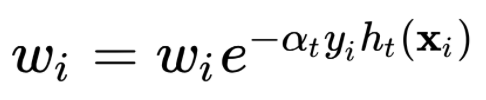 $w_i = w_i e^{-\alpha_t y_i h_t(\mathbf{x}_i)}$